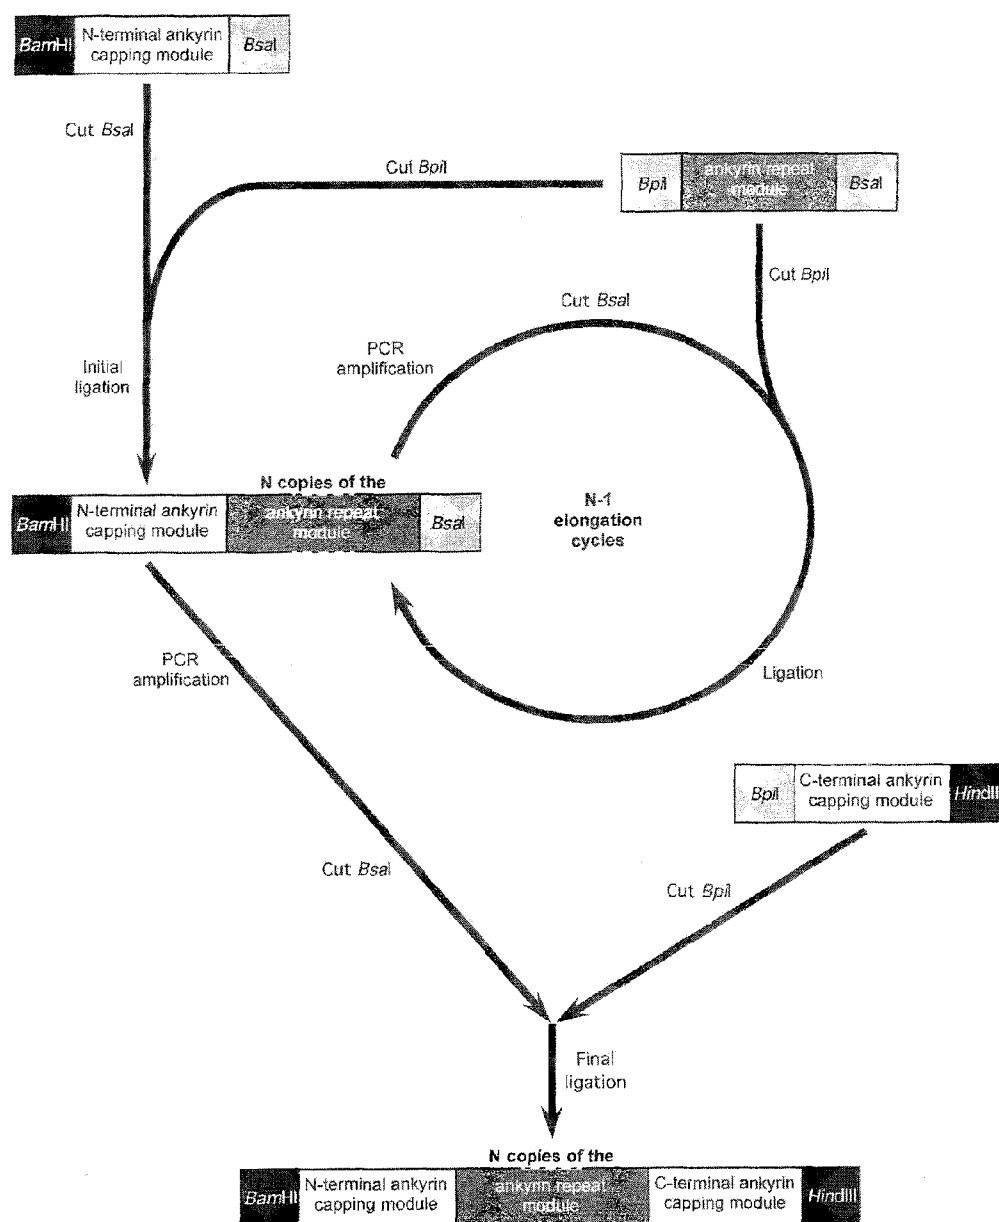 BamHI
N-terminal ankyrin
capping module
BsaI
Cut BsaI
Cut BpiI
BpiI
ankyrin repeat
module
BsaI
Cut BpiI
Cut BsaI
PCR
amplification
Initial
ligation
N copies of the
BamHI
N-terminal ankyrin
capping module
ankyrin repeat
module
BsaI
N-1
elongation
cycles
PCR
amplification
Ligation
BpiI
C-terminal ankyrin
capping module
HindIII
Cut BsaI
Cut BpiI
Final
ligation
N copies of the
BamHI
N-terminal ankyrin
capping module
ankyrin repeat
module
C-terminal ankyrin
capping module
HindIII